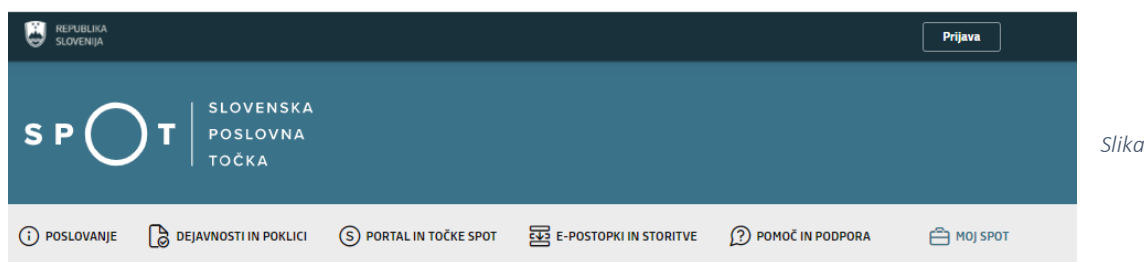 REPUBLIKA
SLOVENIJA
Prijava
SPOT
SLOVENSKA
POSLOVNA
TOČKA
Slika
POSLOVANJE
DEJAVNOSTI IN POKLICI
PORTAL IN TOČKE SPOT
E-POSTOPKI IN STORITVE
POMOČ IN PODPORA
MOJ SPOT